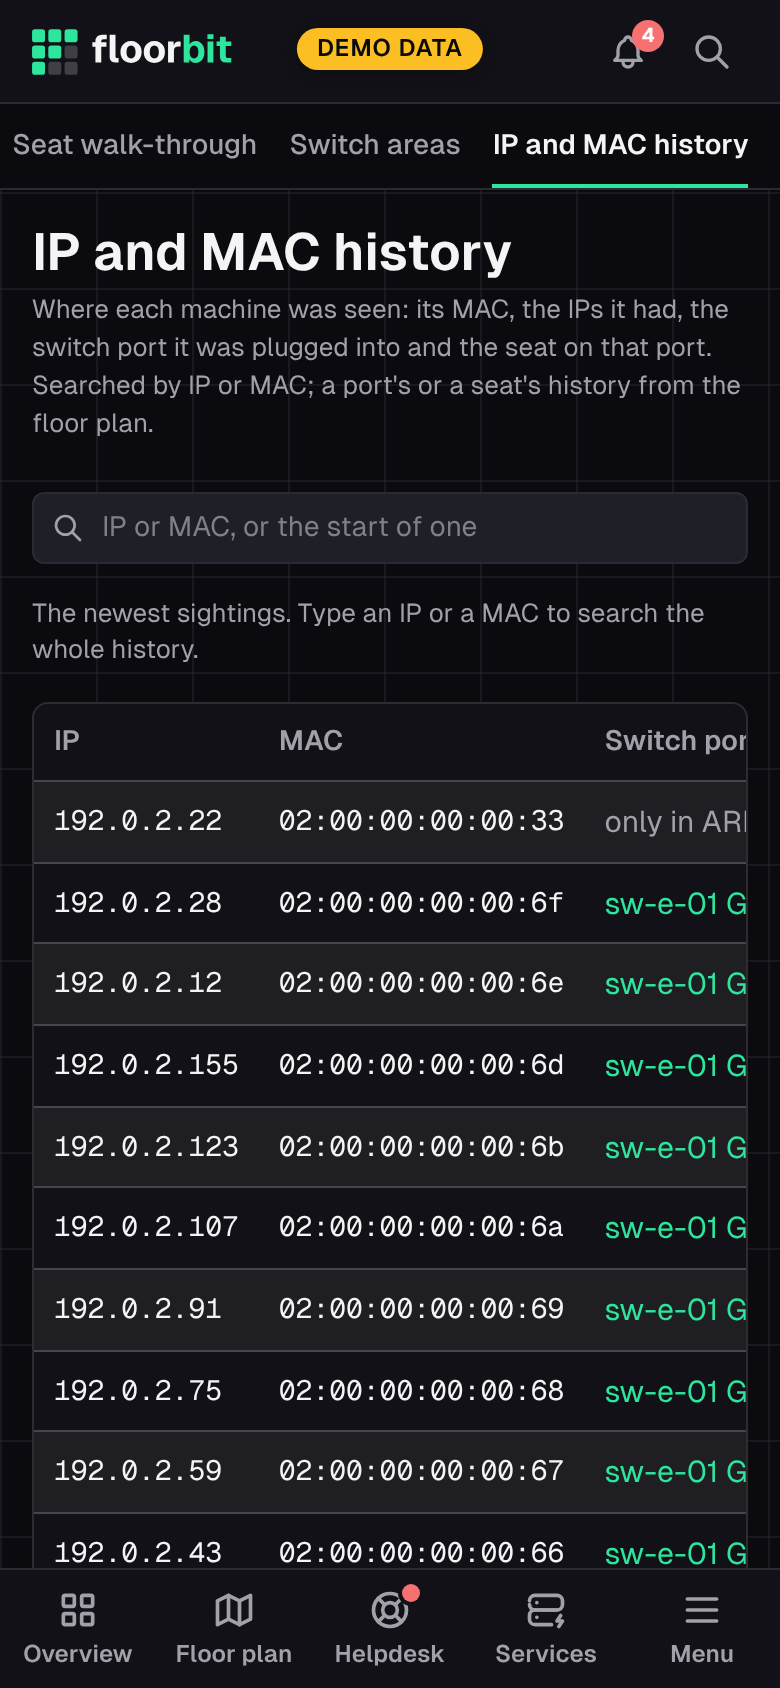 floorbit
DEMO DATA
4
Seat walk-through
Switch areas
IP and MAC history
IP and MAC history
Where each machine was seen: its MAC, the IPs it had, the
switch port it was plugged into and the seat on that port.
Searched by IP or MAC; a port's or a seat's history from the
floor plan.
IP or MAC, or the start of one
The newest sightings. Type an IP or a MAC to search the
whole history.
IP MAC Switch por
192.0.2.22 02:00:00:00:00:33 only in AR
192.0.2.28 02:00:00:00:00:6f sw-e-01 G
192.0.2.12 02:00:00:00:00:6e sw-e-01 G
192.0.2.155 02:00:00:00:00:6d sw-e-01 G
192.0.2.123 02:00:00:00:00:6b sw-e-01 G
192.0.2.107 02:00:00:00:00:6a sw-e-01 G
192.0.2.91 02:00:00:00:00:69 sw-e-01 G
192.0.2.75 02:00:00:00:00:68 sw-e-01 G
192.0.2.59 02:00:00:00:00:67 sw-e-01 G
192.0.2.43 02:00:00:00:00:66 sw-e-01 G
Overview
Floor plan
Helpdesk
Services
Menu